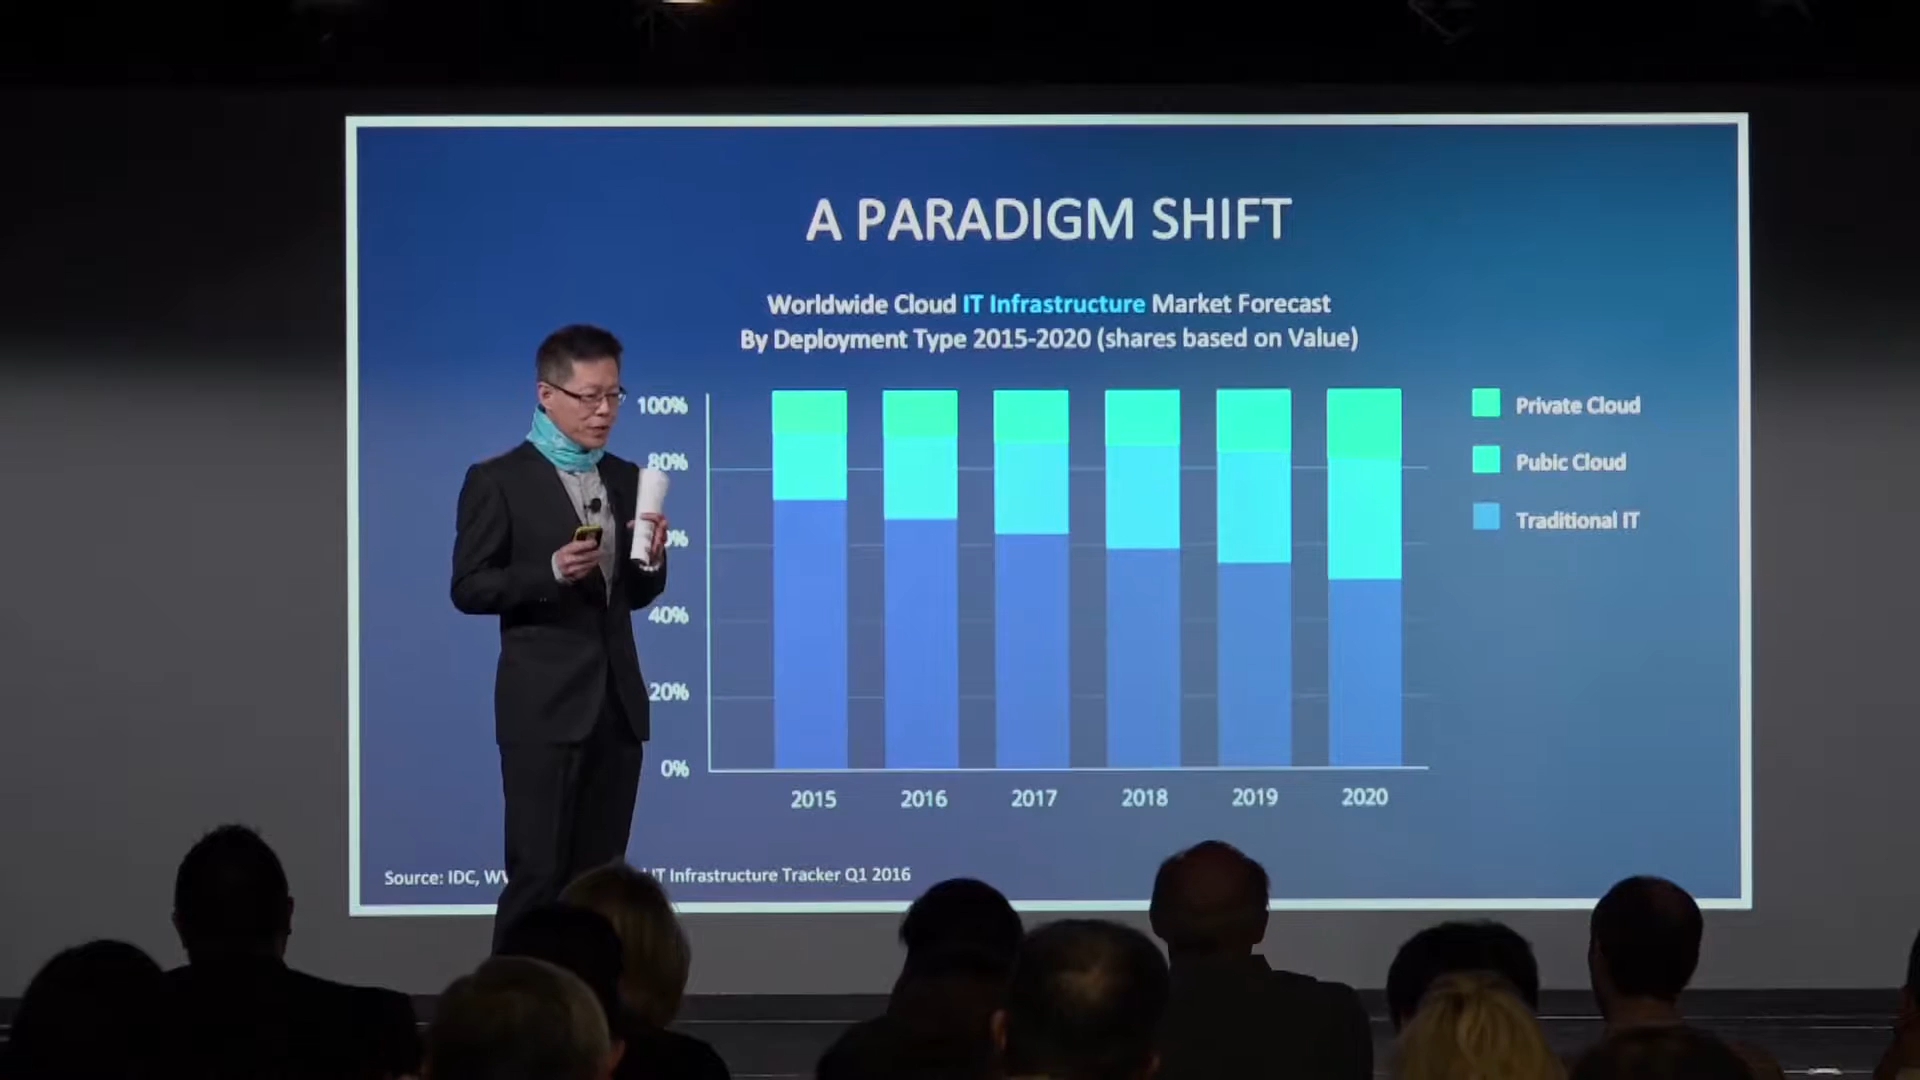 A PARADIGM SHIFT
Worldwide Cloud IT Infrastructure Market Forecast
By Deployment Type 2015-2020 (shares based on Value)
100%
80%
40%
20%
0%
2015 2016 2017 2018 2019 2020
Private Cloud
Pubic Cloud
Traditional IT
Source: IDC, IT Infrastructure Tracker Q1 2016